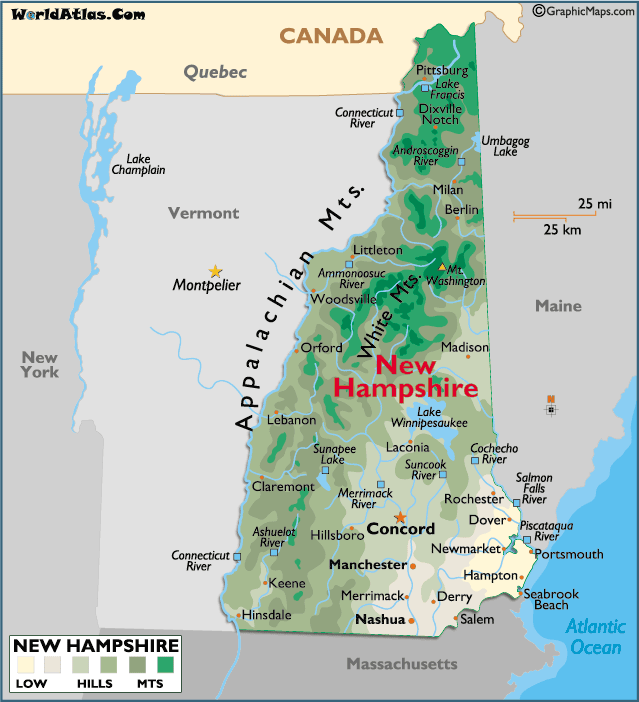 WorldAtlas.Com
©GraphicMaps.com
CANADA
Quebec
Pittsburg
Lake
Francis
Connecticut
River
Dixville
Notch
Umbagog
Lake
Androscoggin
River
Lake
Champlain
Milan
Berlin
25 mi
25 km
Vermont
Appalachian Mts.
Littleton
Montpelier
Ammonoosuc
River
Mt.
Washington
Woodsville
White Mts.
Maine
Orford
Madison
New
York
New
Hampshire
N
Lake
Winnipesaukee
Lebanon
Laconia
Sunapee
Lake
Suncook
River
Cochecho
River
Claremont
Merrimack
River
Salmon
Falls
River
Rochester
Dover
Concord
Piscataqua
River
Ashuelot
River
Hillsboro
Newmarket
Portsmouth
Connecticut
River
Manchester
Hampton
Keene
Merrimack
Derry
Seabrook
Beach
Hinsdale
Nashua
Salem
Atlantic
Ocean
Massachusetts
NEW HAMPSHIRE
LOW HILLS MTS